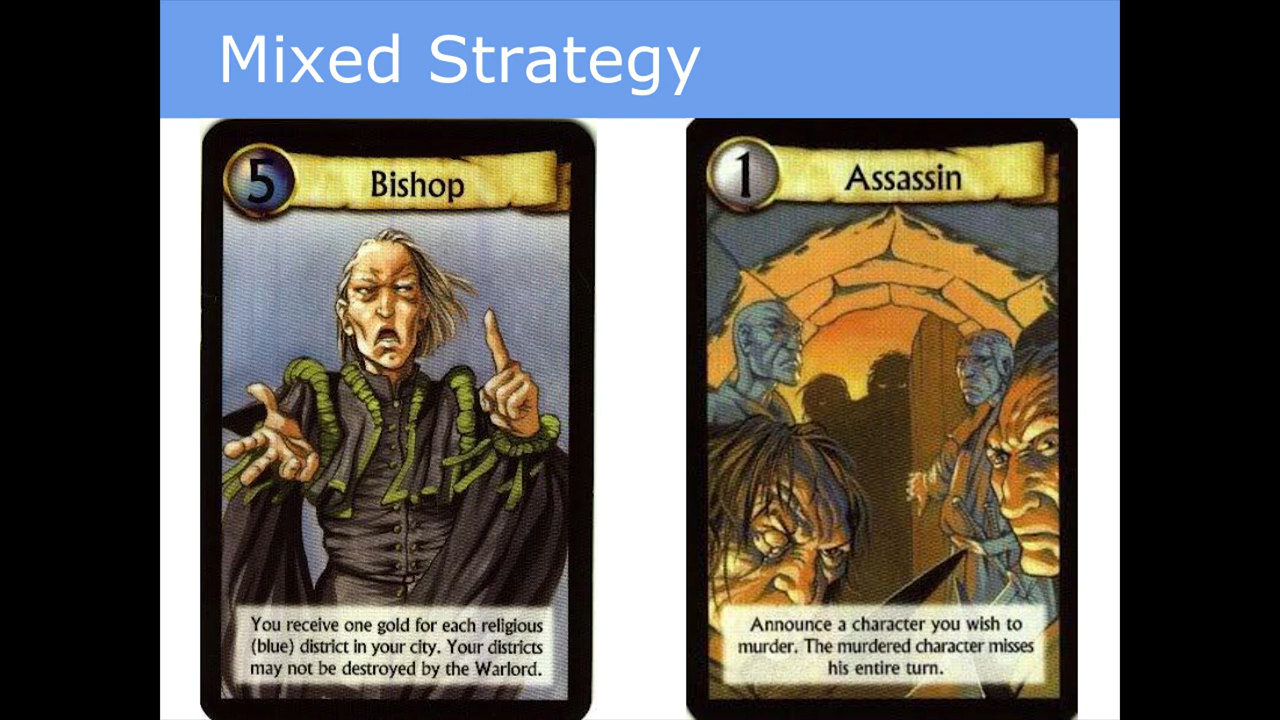 Mixed Strategy
5
Bishop
You receive one gold for each religious
(blue) district in your city. Your districts
may not be destroyed by the Warlord.
1
Assassin
Announce a character you wish to
murder. The murdered character misses
his entire turn.